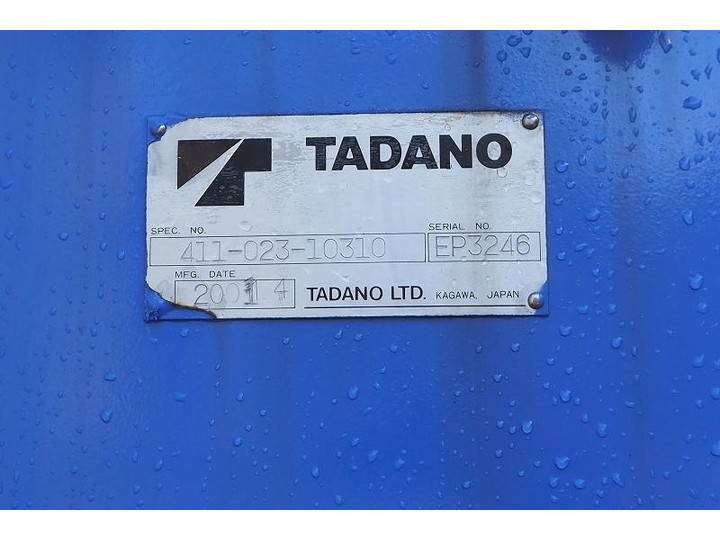 TADANO
SPEC. NO. SERIAL NO.
411-023-10310 EP3246
MFG. DATE
2001 4 TADANO LTD. KAGAWA, JAPAN